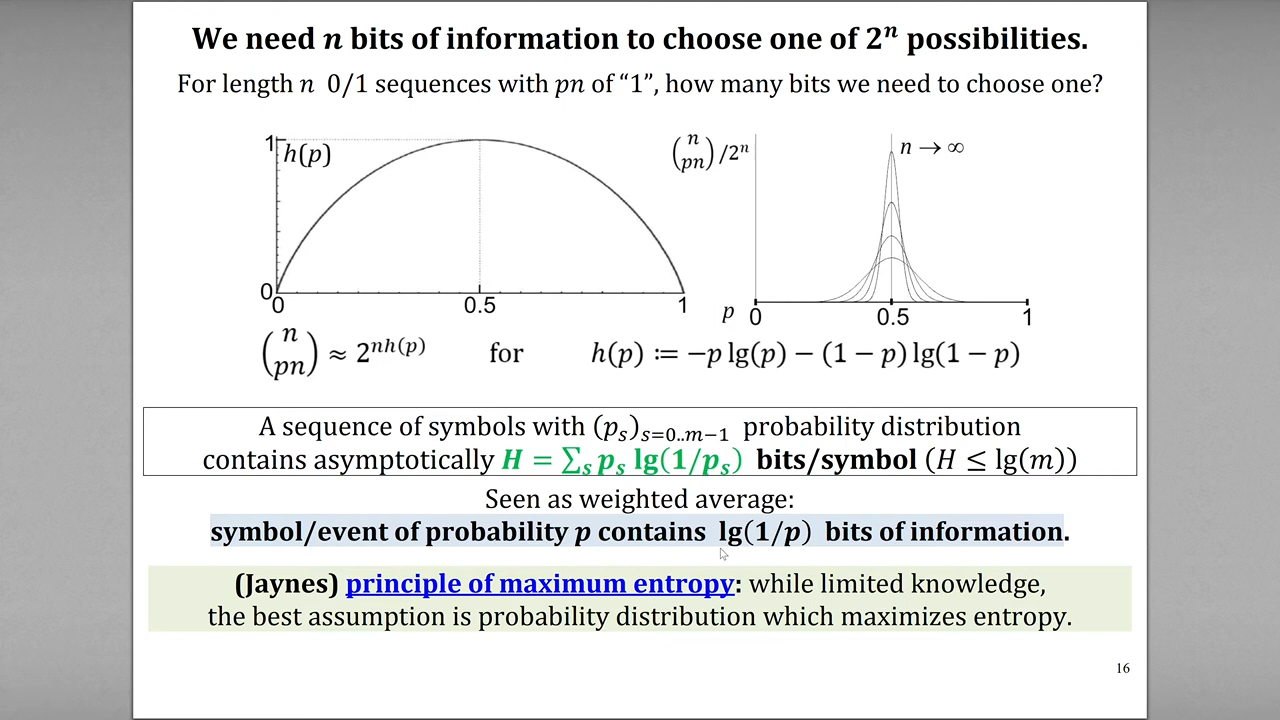 We need n bits of information to choose one of 2ⁿ possibilities.
For length n 0/1 sequences with pn of “1”, how many bits we need to choose one?
1
h(p)
0
0
0.5
1
(n pn) /2ⁿ
n → ∞
p
0
0.5
1
(n pn) ≈ 2^{nh(p)} for h(p) ≔ −p lg(p) − (1 − p) lg(1 − p)
A sequence of symbols with (pₛ)ₛ₌₀..ₘ₋₁ probability distribution
contains asymptotically H = ∑ₛ pₛ lg(1/pₛ) bits/symbol (H ≤ lg(m))
Seen as weighted average:
symbol/event of probability p contains lg(1/p) bits of information.
(Jaynes) principle of maximum entropy: while limited knowledge,
the best assumption is probability distribution which maximizes entropy.
16